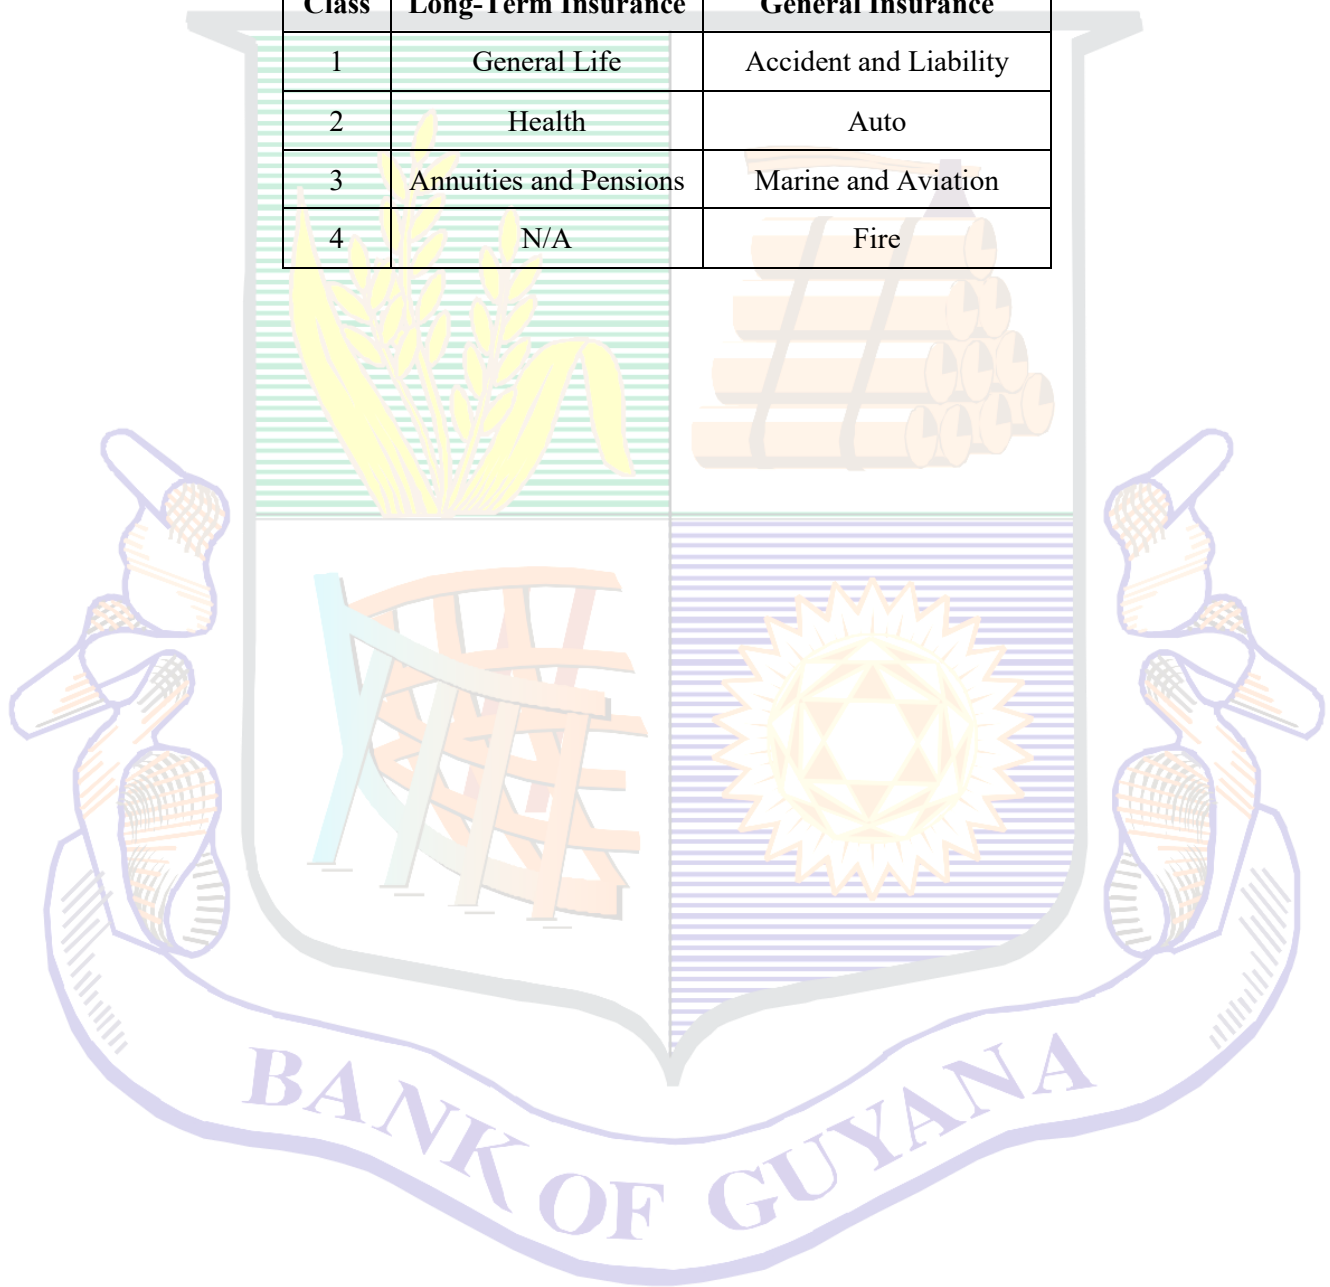 Class Long-Term Insurance General Insurance
1 General Life Accident and Liability
2 Health Auto
3 Annuities and Pensions Marine and Aviation
4 N/A Fire
BANK OF GUYANA